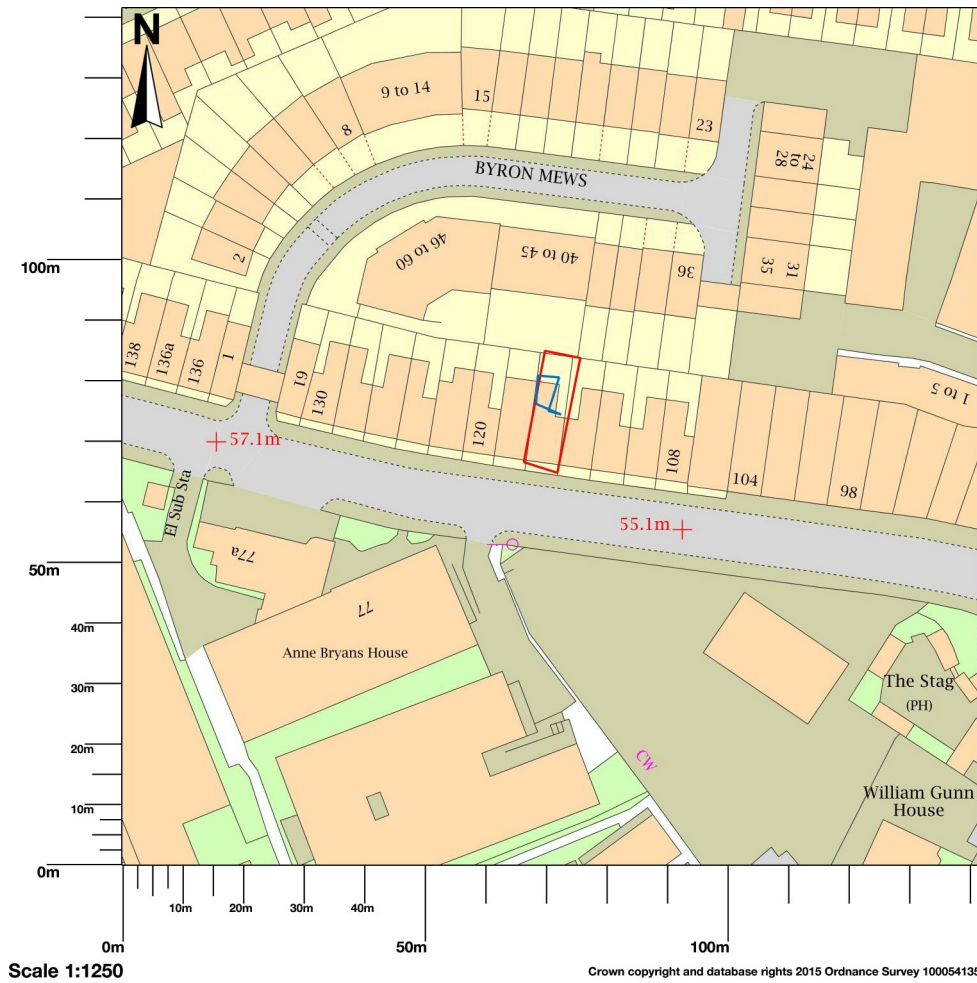 N
9 to 14
15
8
23
24
to
28
BYRON MEWS
2
46 to 60
40 to 45
36
35
31
100m
138
136a
136
1
19
130
120
108
104
98
1 to 5
57.1m
55.1m
El Sub Sta
77a
50m
77
40m
Anne Bryans House
30m
The Stag
(PH)
20m
CW
William Gunn
House
10m
0m
10m
20m
30m
40m
0m
50m
100m
Scale 1:1250
Crown copyright and database rights 2015 Ordnance Survey 100054135